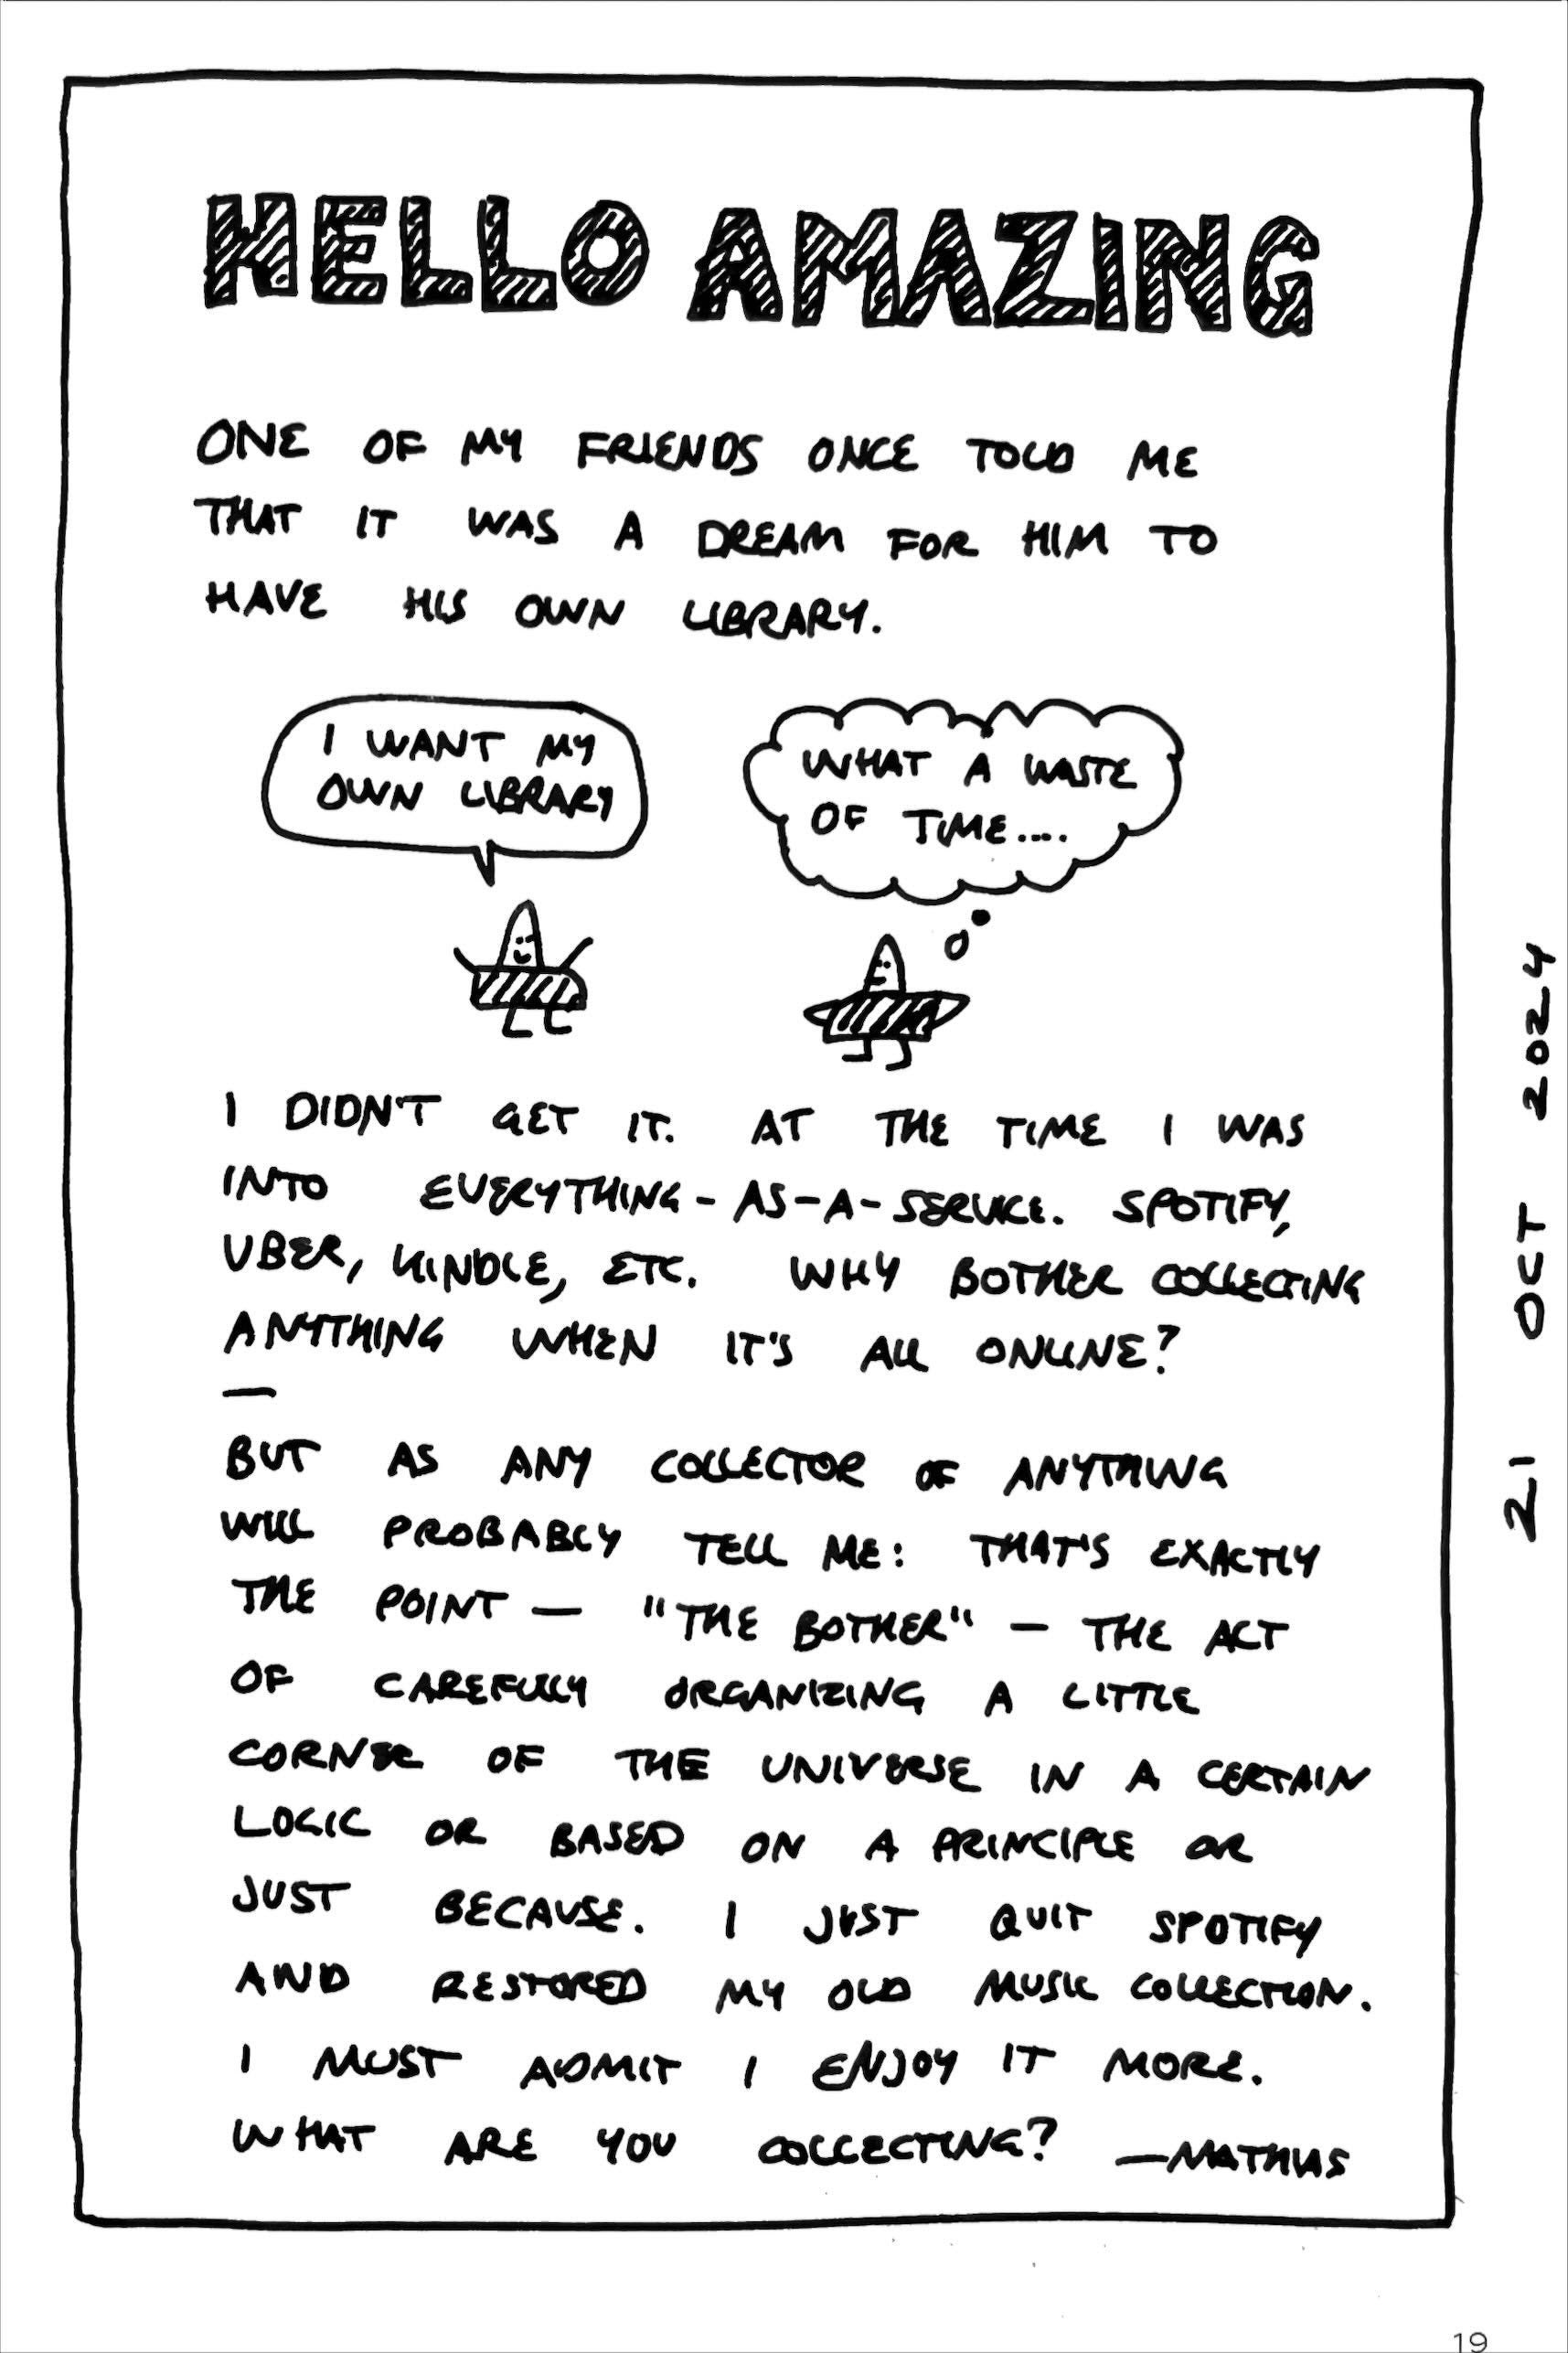 HELLO AMAZING
ONE OF MY FRIENDS ONCE TOLD ME
THAT IT WAS A DREAM FOR HIM TO
HAVE HIS OWN LIBRARY.
I WANT MY
OWN LIBRARY
WHAT A WASTE
OF TIME....
I DIDN'T GET IT. AT THE TIME I WAS
INTO EVERYTHING-AS-A-SERVICE. SPOTIFY,
UBER, KINDLE, ETC. WHY BOTHER COLLECTING
ANYTHING WHEN IT'S ALL ONLINE?
—
BUT AS ANY COLLECTOR OF ANYTHING
WILL PROBABLY TELL ME: THAT'S EXACTLY
THE POINT — "THE BOTHER" — THE ACT
OF CAREFULLY ORGANIZING A LITTLE
CORNER OF THE UNIVERSE IN A CERTAIN
LOGIC OR BASED ON A PRINCIPLE OR
JUST BECAUSE. I JUST QUIT SPOTIFY
AND RESTORED MY OLD MUSIC COLLECTION.
I MUST ADMIT I ENJOY IT MORE.
WHAT ARE YOU COLLECTING? —MATHIAS
21 OCT 2024
19